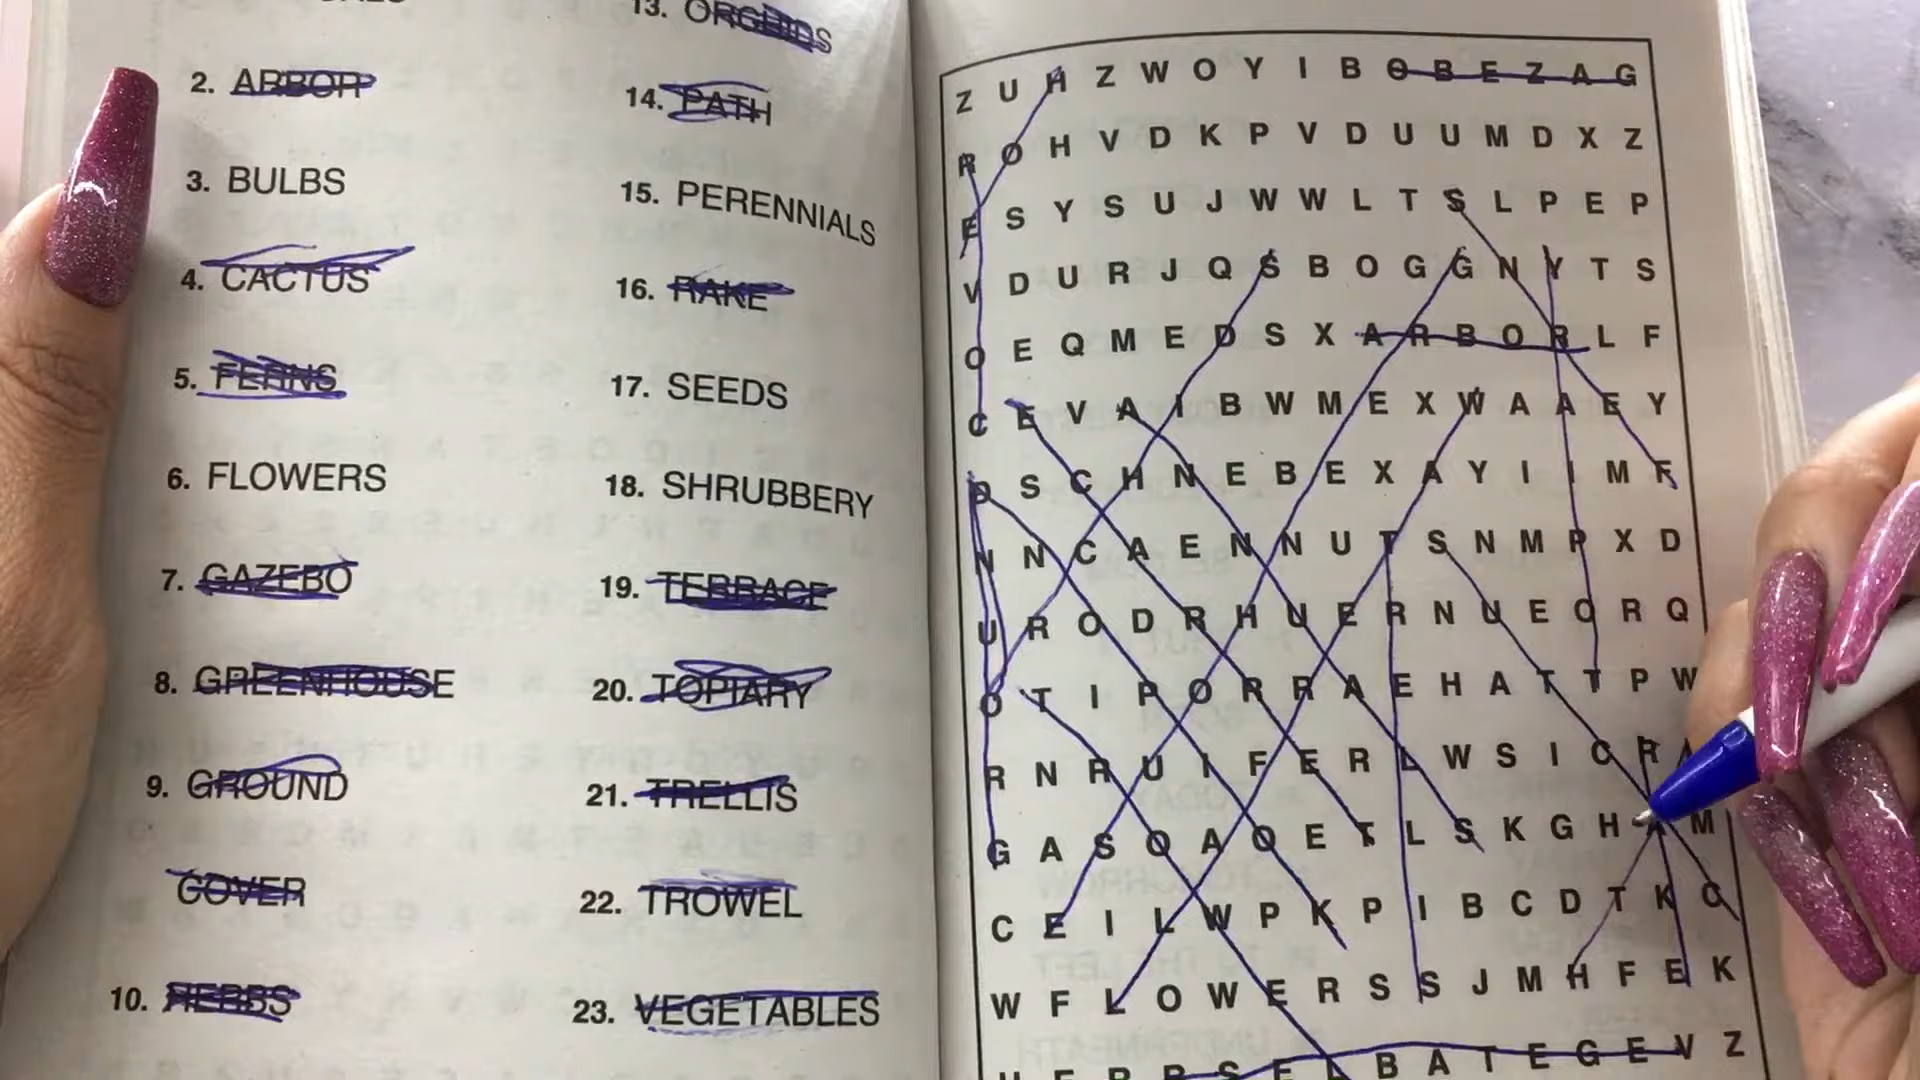 13. ORCHIDS
2. ARBOR
14. PATH
3. BULBS
15. PERENNIALS
4. CACTUS
16. RAKE
5. FERNS
17. SEEDS
6. FLOWERS
18. SHRUBBERY
7. GAZEBO
19. TERRACE
8. GREENHOUSE
20. TOPIARY
9. GROUND
21. TRELLIS
COVER
22. TROWEL
10. HERBS
23. VEGETABLES
Z U H Z W O Y I B O B E Z A G
R O H V D K P V D U U M D X Z
E S Y S U J W W L T S L P E P
V D U R J Q S B O G G N Y T S
O E Q M E D S X A R B O R L F
C E V A I B W M E X W A A E Y
D S C H N E B E X A Y I I M F
N N C A E N N U T S N M P X D
U R O D R H U E R N U E O R Q
O T I P O R R A E H A T T P W
R N R U I F E R L W S I C R
G A S O A O E T L S K G H A M
C E I L W P K P I B C D T K C
W F L O W E R S S J M H F E K
S E L B A T E G E V Z